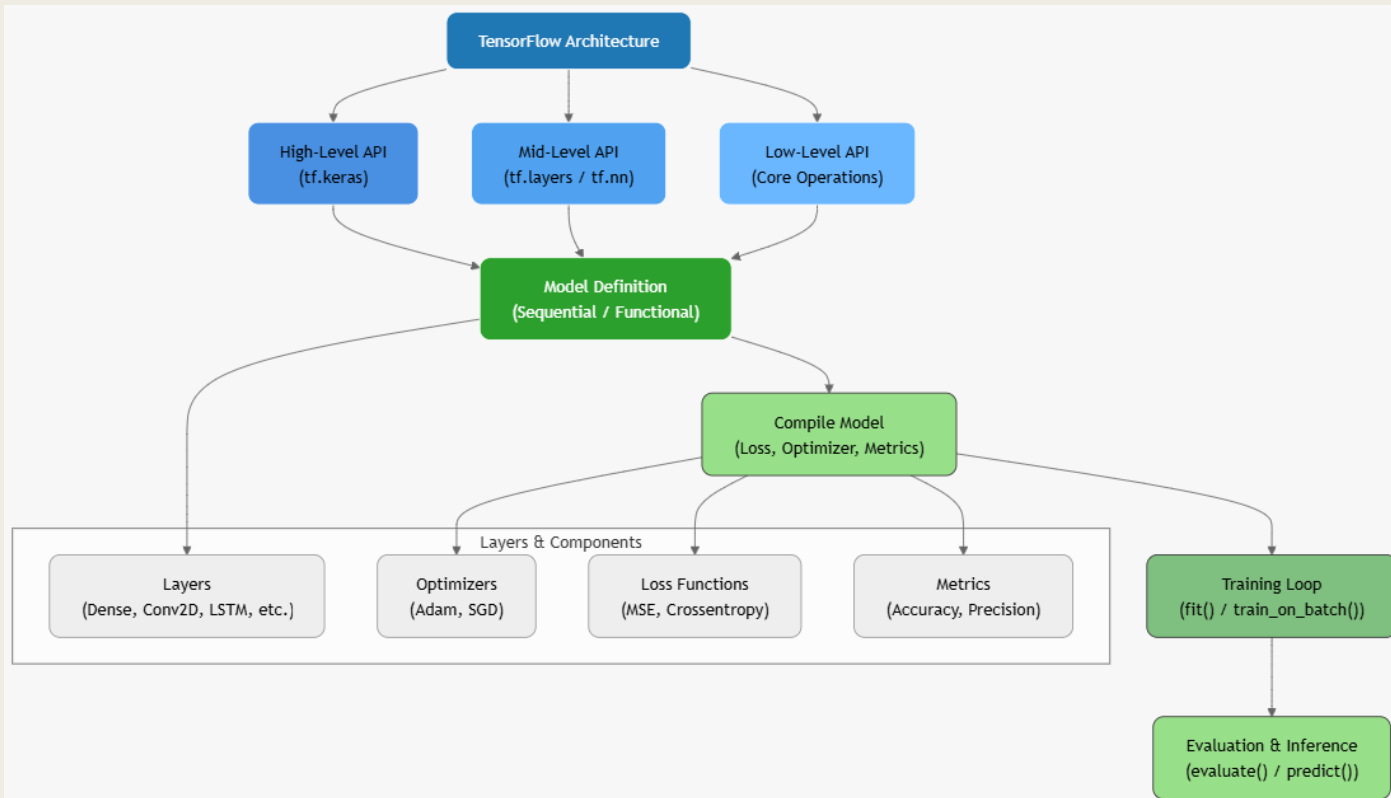 TensorFlow Architecture
High-Level API
(tf.keras)
Mid-Level API
(tf.layers / tf.nn)
Low-Level API
(Core Operations)
Model Definition
(Sequential / Functional)
Compile Model
(Loss, Optimizer, Metrics)
Layers & Components
Layers
(Dense, Conv2D, LSTM, etc.)
Optimizers
(Adam, SGD)
Loss Functions
(MSE, Crossentropy)
Metrics
(Accuracy, Precision)
Training Loop
(fit() / train_on_batch())
Evaluation & Inference
(evaluate() / predict())